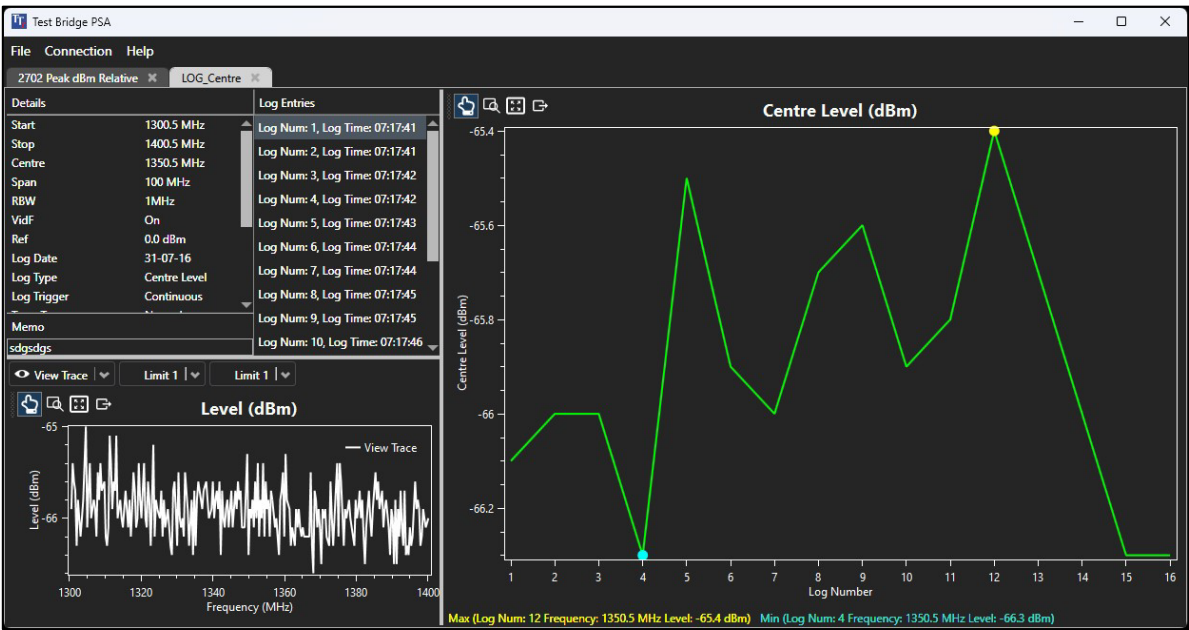 TT Test Bridge PSA
File Connection Help
2702 Peak dBm Relative LOG_Centre
Details
Start 1300.5 MHz
Stop 1400.5 MHz
Centre 1350.5 MHz
Span 100 MHz
RBW 1MHz
VidF On
Ref 0.0 dBm
Log Date 31-07-16
Log Type Centre Level
Log Trigger Continuous
Memo
sdgsdgs
Log Entries
Log Num: 1, Log Time: 07:17:41
Log Num: 2, Log Time: 07:17:41
Log Num: 3, Log Time: 07:17:42
Log Num: 4, Log Time: 07:17:42
Log Num: 5, Log Time: 07:17:43
Log Num: 6, Log Time: 07:17:44
Log Num: 7, Log Time: 07:17:44
Log Num: 8, Log Time: 07:17:45
Log Num: 9, Log Time: 07:17:45
Log Num: 10, Log Time: 07:17:46
View Trace Limit 1 Limit 1
Level (dBm)
View Trace
Level (dBm)
-65
-66
1300 1320 1340 1360 1380 1400
Frequency (MHz)
Centre Level (dBm)
Centre Level (dBm)
-65.4
-65.6
-65.8
-66
-66.2
1 2 3 4 5 6 7 8 9 10 11 12 13 14 15 16
Log Number
Max (Log Num: 12 Frequency: 1350.5 MHz Level: -65.4 dBm) Min (Log Num: 4 Frequency: 1350.5 MHz Level: -66.3 dBm)